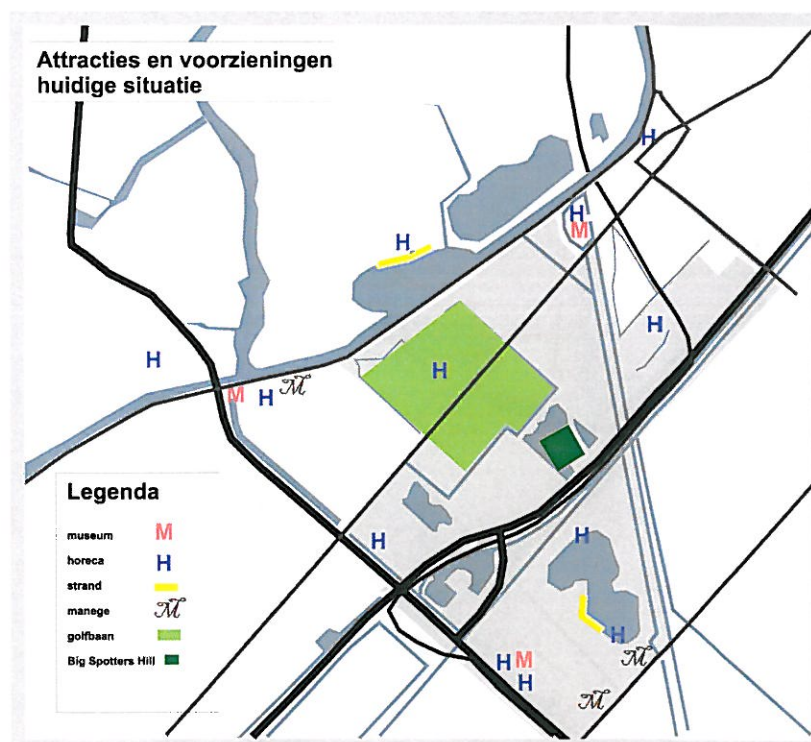 Attracties en voorzieningen
huidige situatie
H
H
M
H
H
H
H
M
M H
Legenda
museum M
horeca H
strand
manege M
golfbaan
Big Spotters Hill
H
H
H
M
H M
H
M